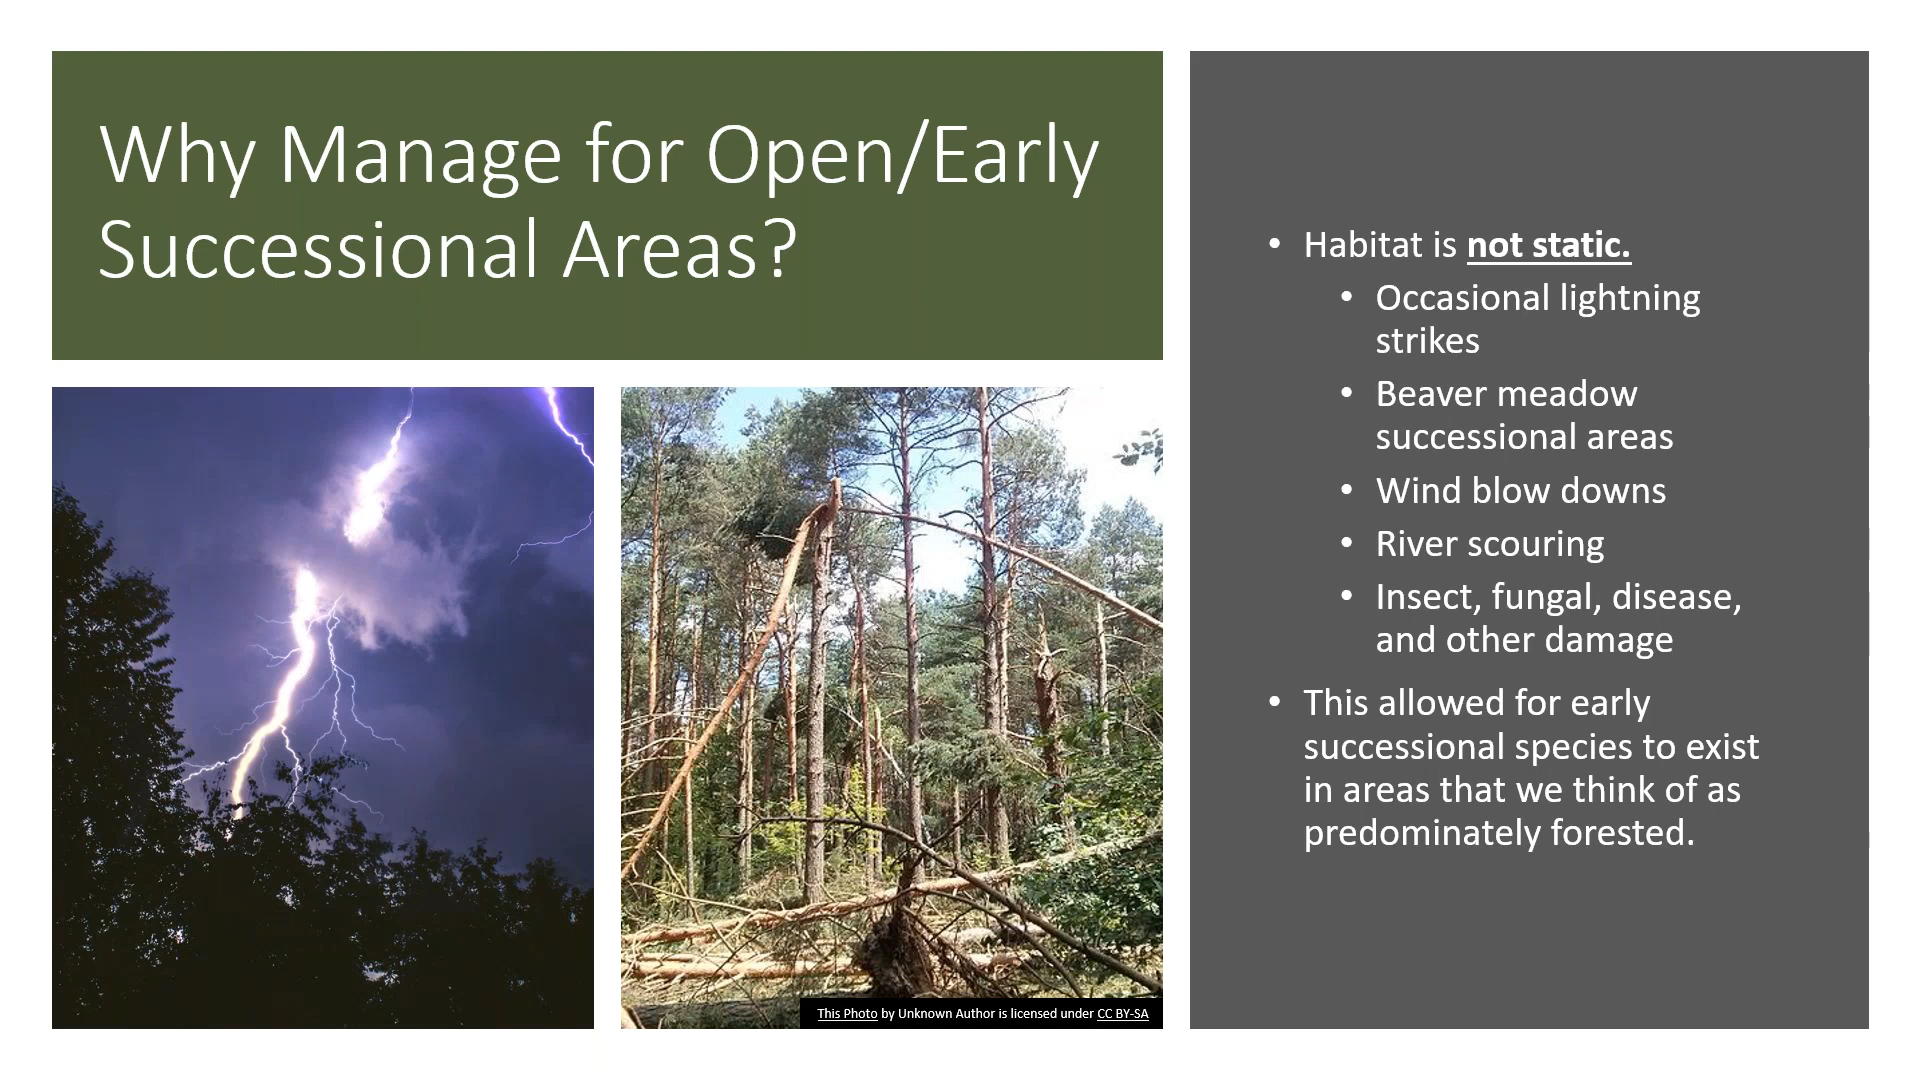 Why Manage for Open/Early
Successional Areas?
• Habitat is not static.
• Occasional lightning
strikes
• Beaver meadow
successional areas
• Wind blow downs
• River scouring
• Insect, fungal, disease,
and other damage
• This allowed for early
successional species to exist
in areas that we think of as
predominately forested.
This Photo by Unknown Author is licensed under CC BY-SA